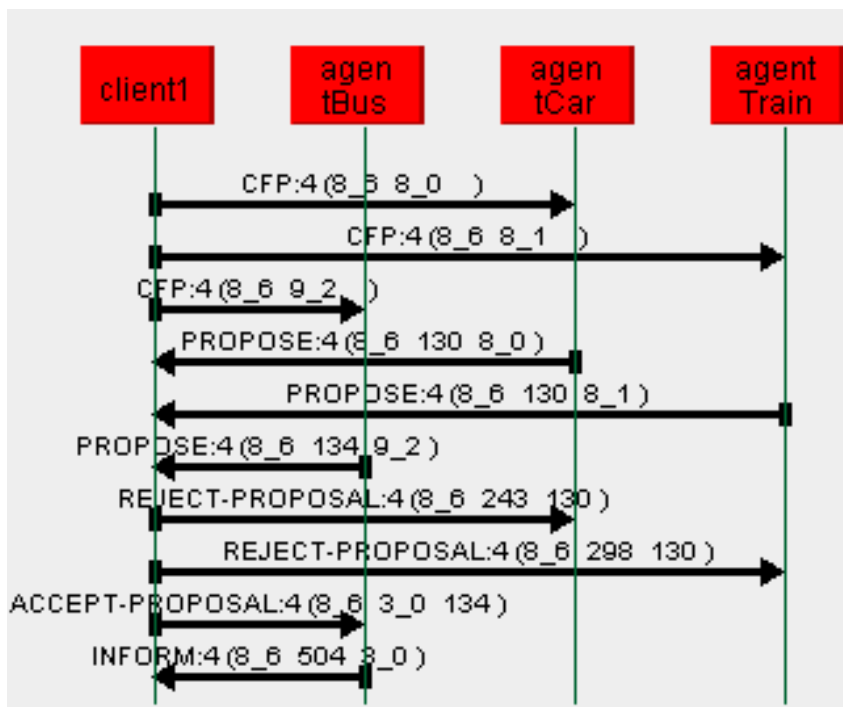 client1
agen
tBus
agen
tCar
agent
Train
CFP:4 (8_6 8_0 )
CFP:4 (8_6 8_1 )
CFP:4 (8_6 9_2 )
PROPOSE:4 (8_6 130 8_0 )
PROPOSE:4 (8_6 130 8_1 )
PROPOSE:4 (8_6 134 9_2 )
REJECT-PROPOSAL:4 (8_6 243 130 )
REJECT-PROPOSAL:4 (8_6 298 130 )
ACCEPT-PROPOSAL:4 (8_6 3_0 134 )
INFORM:4 (8_6 504 3_0 )